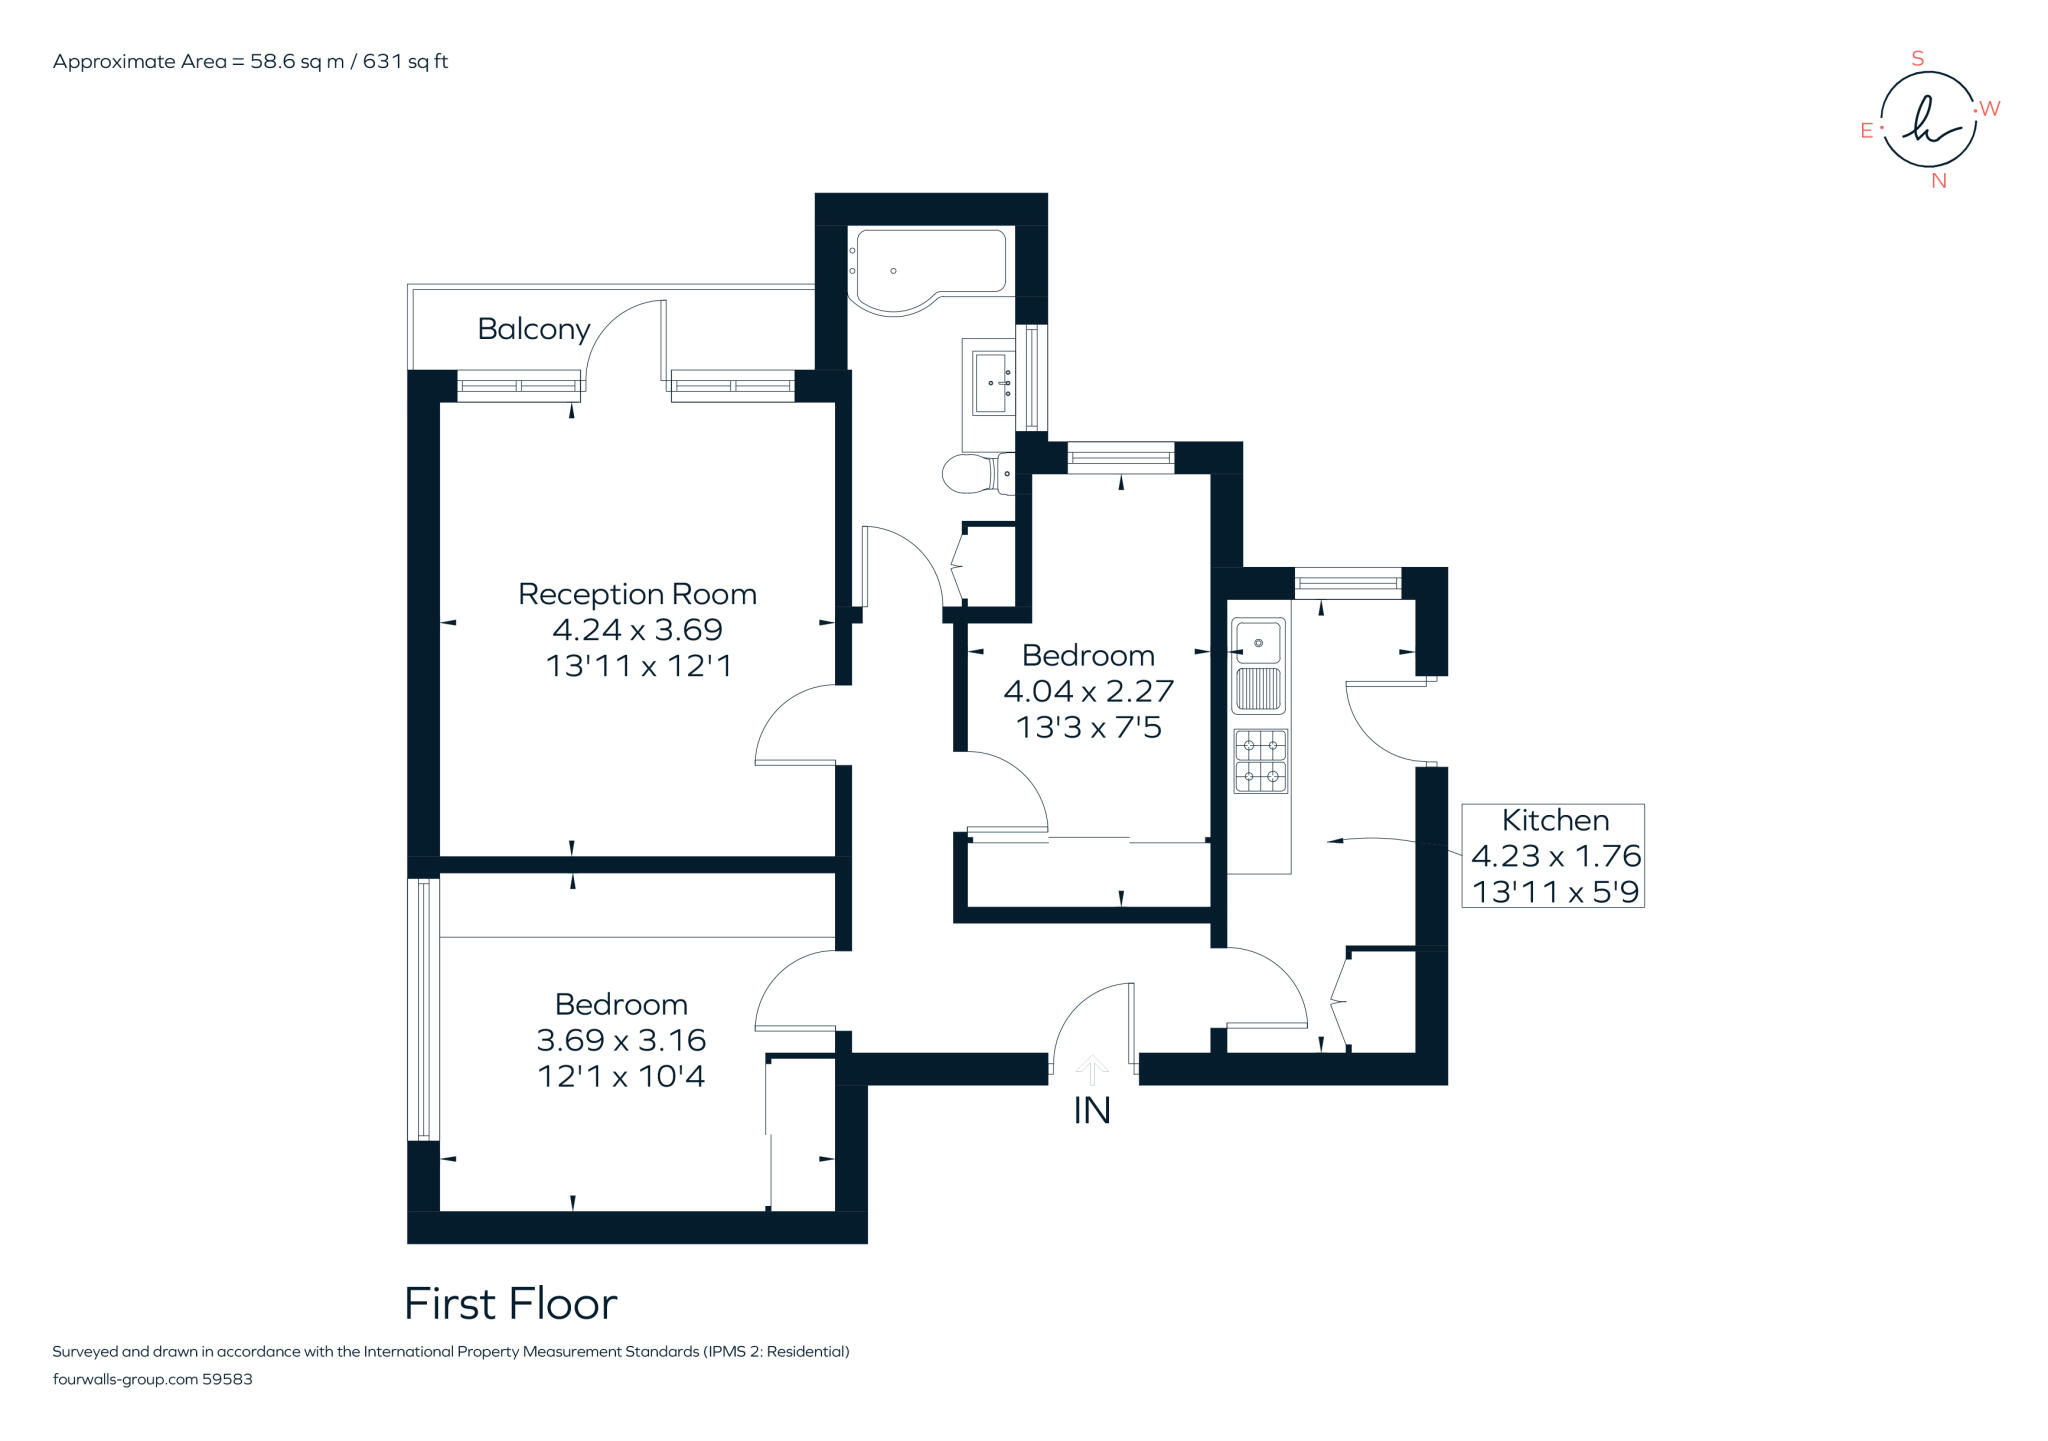 Approximate Area = 58.6 sq m / 631 sq ft
S
W
E
N
Balcony
Reception Room
4.24 x 3.69
13'11 x 12'1
Bedroom
4.04 x 2.27
13'3 x 7'5
Kitchen
4.23 x 1.76
13'11 x 5'9
Bedroom
3.69 x 3.16
12'1 x 10'4
IN
First Floor
Surveyed and drawn in accordance with the International Property Measurement Standards (IPMS 2: Residential)
fourwalls-group.com 59583